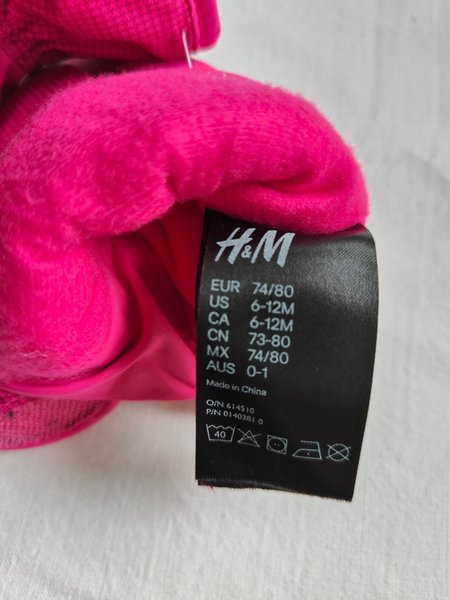 H&M
EUR 74/80
US 6-12M
CA 6-12M
CN 73-80
MX 74/80
AUS 0-1
Made in China
O/N 614510
P/N 0140381 0
40